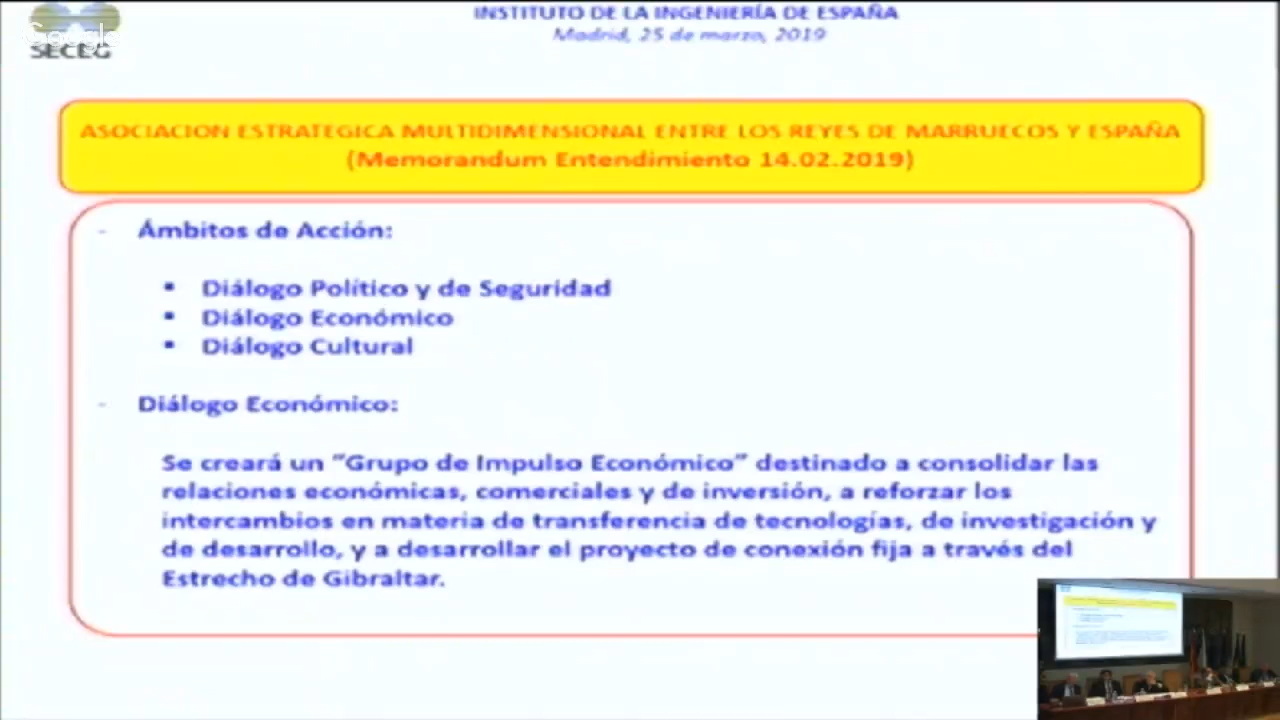 INSTITUTO DE LA INGENIERÍA DE ESPAÑA
Madrid, 25 de marzo, 2019
Google
SECEG
ASOCIACION ESTRATEGICA MULTIDIMENSIONAL ENTRE LOS REYES DE MARRUECOS Y ESPAÑA
(Memorandum Entendimiento 14.02.2019)
- Ámbitos de Acción:
▪ Diálogo Político y de Seguridad
▪ Diálogo Económico
▪ Diálogo Cultural
- Diálogo Económico:
Se creará un “Grupo de Impulso Económico” destinado a consolidar las
relaciones económicas, comerciales y de inversión, a reforzar los
intercambios en materia de transferencia de tecnologías, de investigación y
de desarrollo, y a desarrollar el proyecto de conexión fija a través del
Estrecho de Gibraltar.